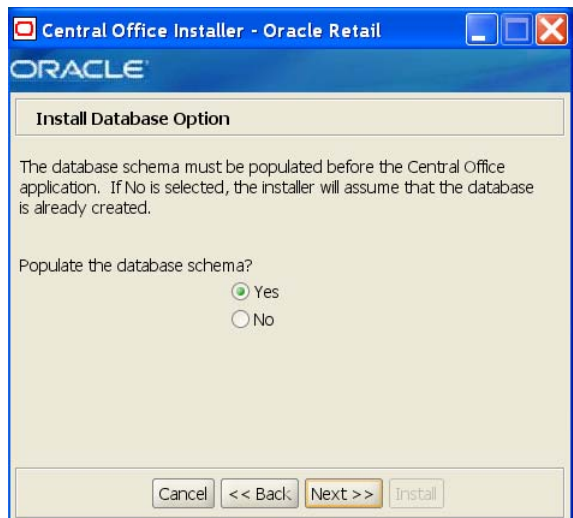 Central Office Installer - Oracle Retail
ORACLE
Install Database Option
The database schema must be populated before the Central Office
application. If No is selected, the installer will assume that the database
is already created.
Populate the database schema?
Yes
No
Cancel << Back Next >> Install